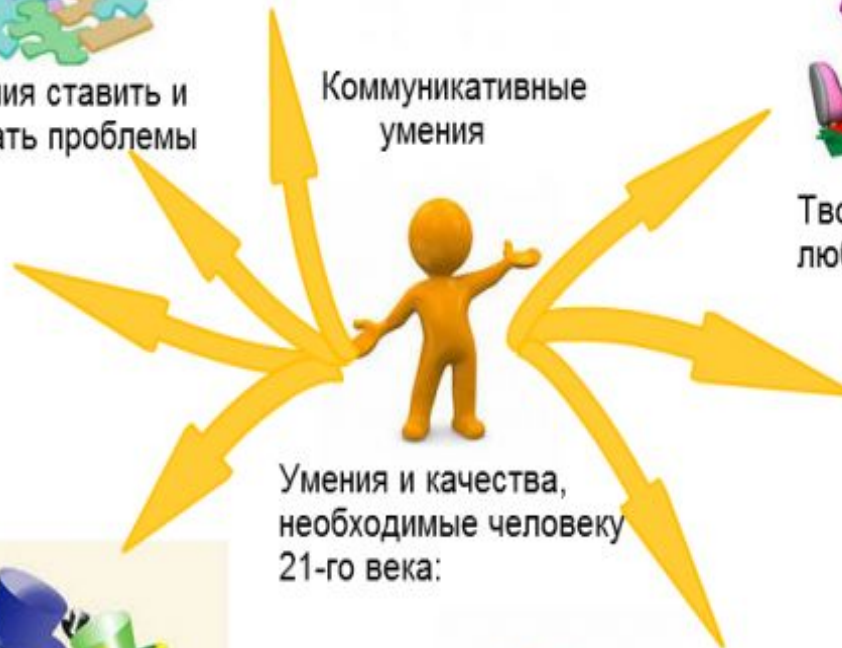 ставить и
проблемы
Коммуникативные
умения
Умения и качества,
необходимые человеку
21-го века: